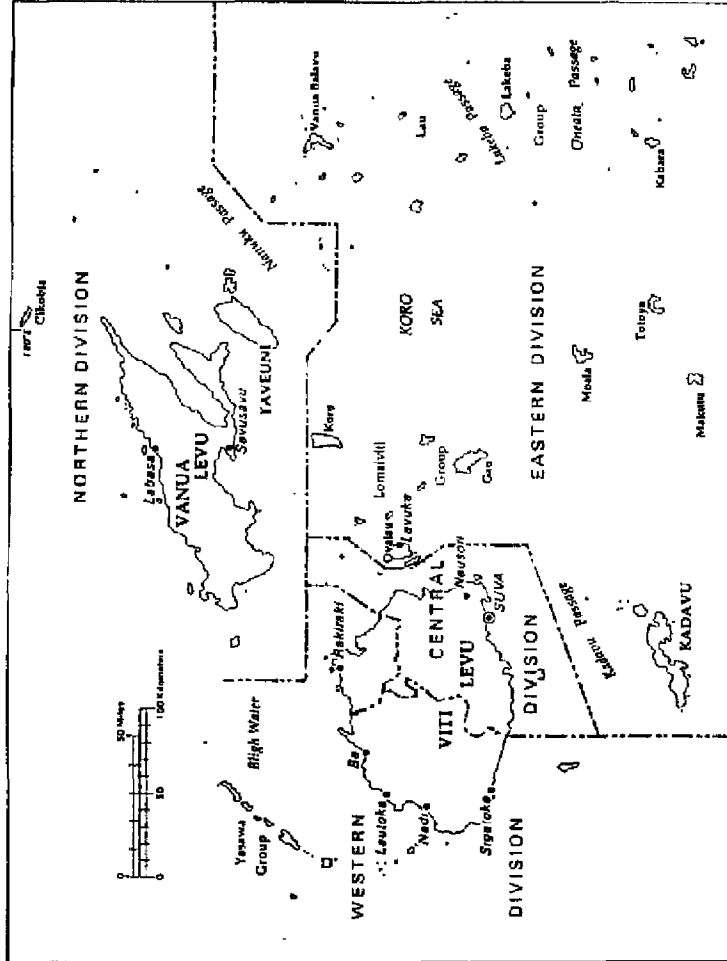 180°
Cikobia
NORTHERN DIVISION
Labasa
VANUA
LEVU
Savusavu
TAVEUNI
Nanuku Passage
50 Miles
100 Kilometres
0
50
0
Yasawa
Group
Bligh Water
Koro
Vanua Balavu
Rakiraki
Ba
Lautoka
Nadi
Sigatoka
WESTERN
DIVISION
VITI
LEVU
CENTRAL
DIVISION
Nausori
SUVA
Ovalau
Levuka
Lomaiviti
Group
Gau
KORO
SEA
Lau
Group
Lakeba Passage
Lakeba
Oneata Passage
EASTERN DIVISION
Moala
Totoya
Matuku
Kabara
Kadavu Passage
KADAVU